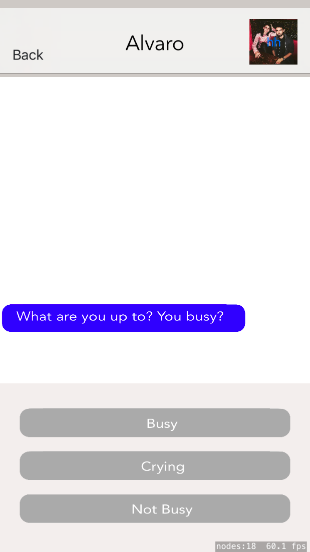 Back
Alvaro
What are you up to? You busy?
Busy
Crying
Not Busy
nodes:18 60.1 fps